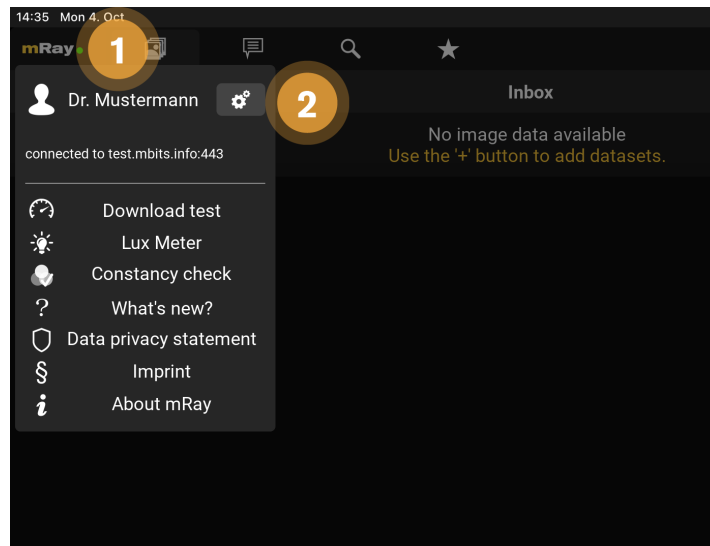 14:35 Mon 4. Oct
mRay
1
Dr. Mustermann
2
connected to test.mbits.info:443
Download test
Lux Meter
Constancy check
? What's new?
Data privacy statement
§ Imprint
i About mRay
Inbox
No image data available
Use the '+' button to add datasets.